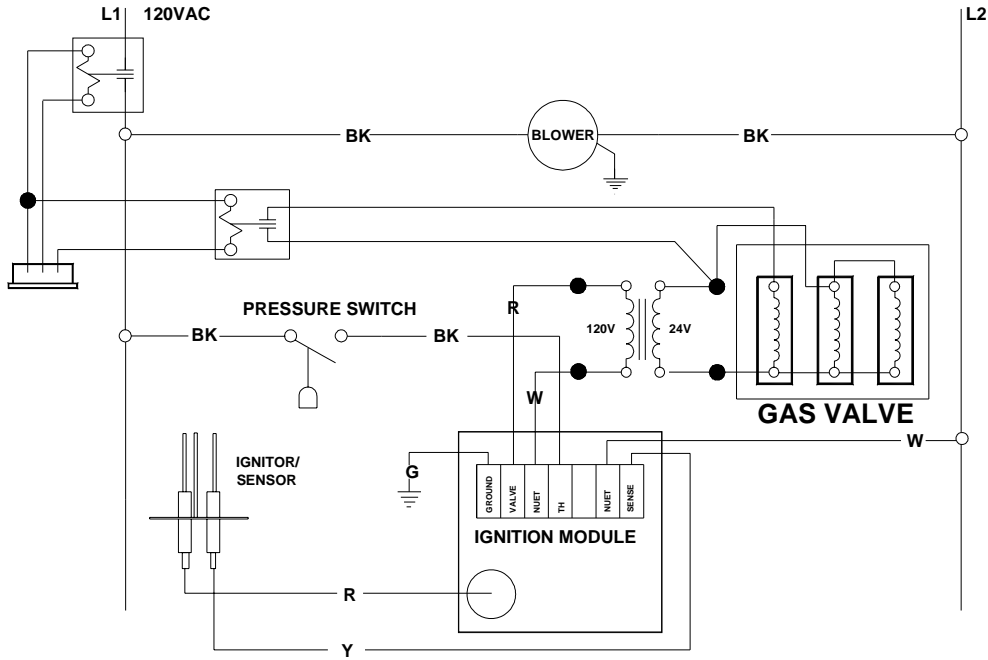 L1 120VAC
L2
BK
BLOWER
BK
PRESSURE SWITCH
R
120V
24V
BK
BK
W
GAS VALVE
W
IGNITOR/
SENSOR
G
GROUND
VALVE
NUET
TH
NUET
SENSE
IGNITION MODULE
R
Y